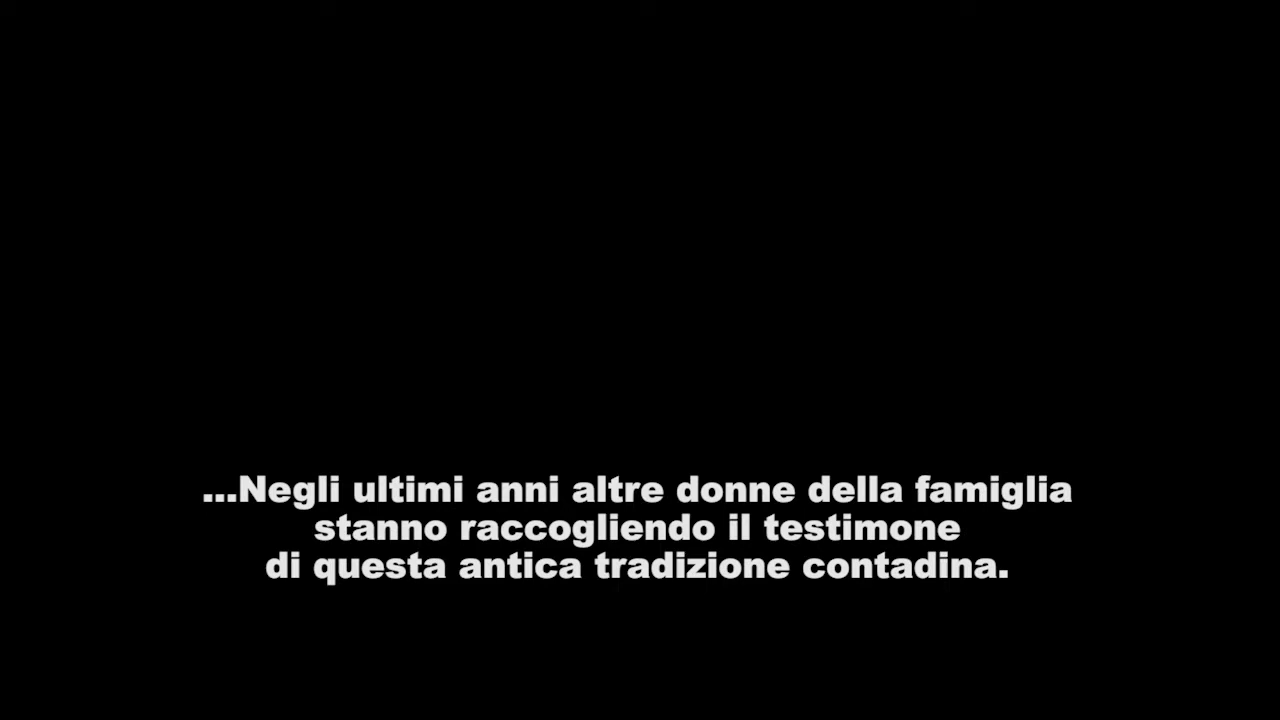 ...Negli ultimi anni altre donne della famiglia
stanno raccogliendo il testimone
di questa antica tradizione contadina.